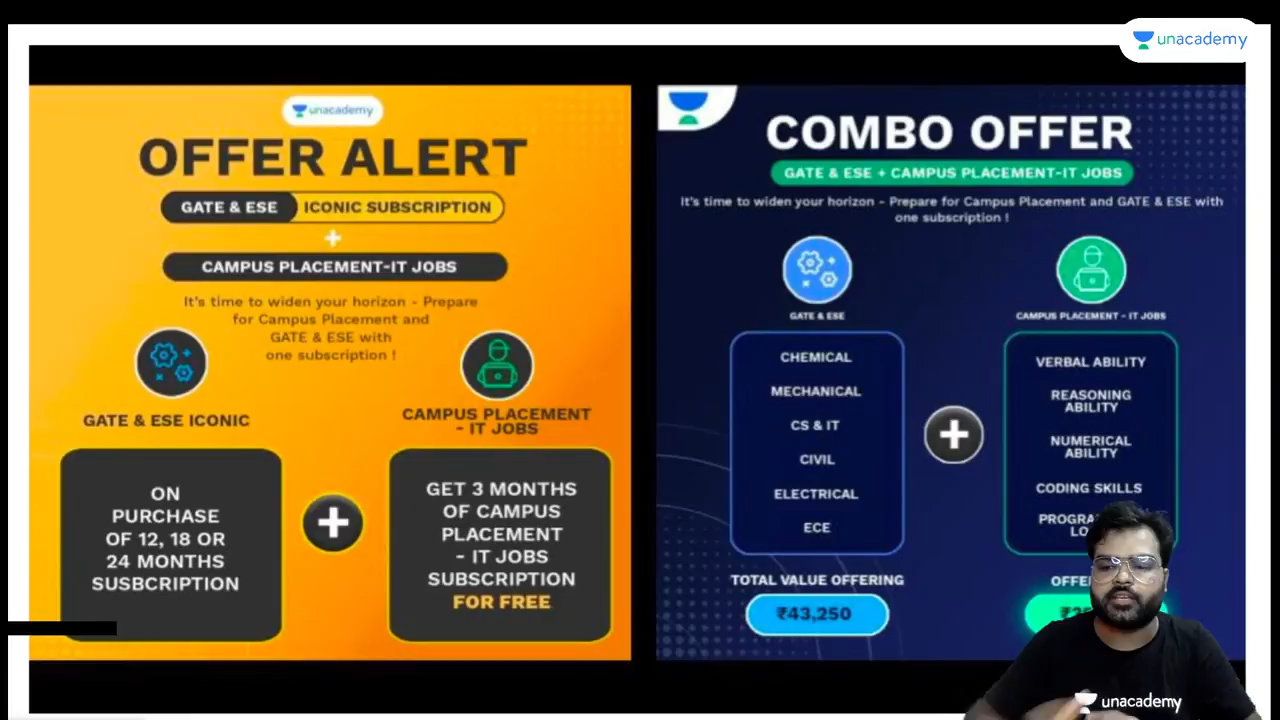 unacademy
unacademy
OFFER ALERT
GATE & ESE ICONIC SUBSCRIPTION
+
CAMPUS PLACEMENT-IT JOBS
It's time to widen your horizon - Prepare
for Campus Placement and
GATE & ESE with
one subscription !
GATE & ESE ICONIC
CAMPUS PLACEMENT
- IT JOBS
ON
PURCHASE
OF 12, 18 OR
24 MONTHS
SUSBCRIPTION
+
GET 3 MONTHS
OF CAMPUS
PLACEMENT
- IT JOBS
SUBSCRIPTION
FOR FREE
COMBO OFFER
GATE & ESE + CAMPUS PLACEMENT-IT JOBS
It's time to widen your horizon - Prepare for Campus Placement and GATE & ESE with
one subscription !
GATE & ESE
CAMPUS PLACEMENT - IT JOBS
CHEMICAL
MECHANICAL
CS & IT
CIVIL
ELECTRICAL
ECE
+
VERBAL ABILITY
REASONING
ABILITY
NUMERICAL
ABILITY
CODING SKILLS
TOTAL VALUE OFFERING
₹43,250
unacademy